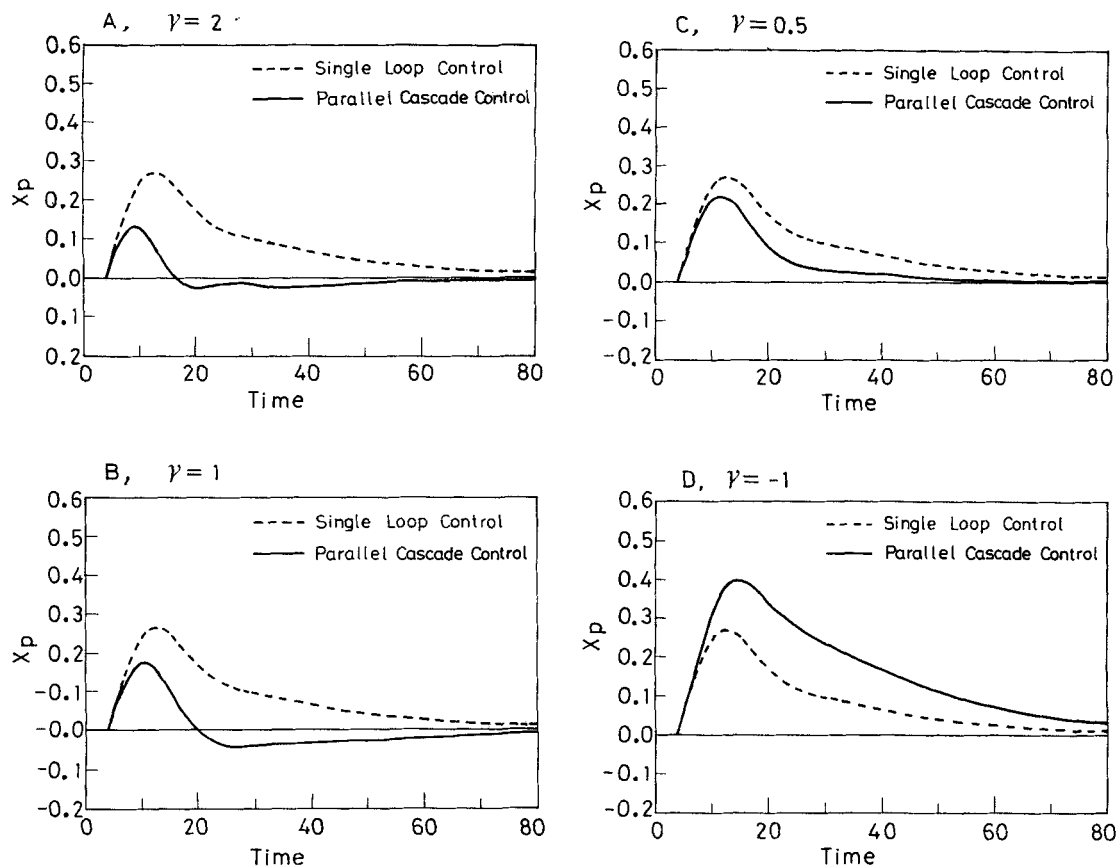 A, γ = 2
0.6
0.5
0.4
0.3
0.2
0.1
0.0
0.1
0.2
Xp
Single Loop Control
Parallel Cascade Control
0 20 40 60 80
Time
C, γ = 0.5
0.6
0.5
0.4
0.3
0.2
0.1
0.0
-0.1
-0.2
Xp
Single Loop Control
Parallel Cascade Control
0 20 40 60 80
Time
B, γ = 1
0.6
0.5
0.4
0.3
0.2
-0.1
-0.0
-0.1
-0.2
Xp
Single Loop Control
Parallel Cascade Control
0 20 40 60 80
Time
D, γ = -1
0.6
0.5
0.4
0.3
0.2
0.1
0.0
-0.1
-0.2
Xp
Single Loop Control
Parallel Cascade Control
0 20 40 60 80
Time